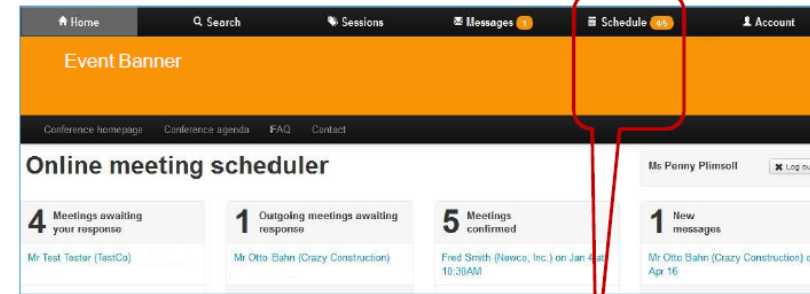 Home Search Sessions Messages 1 Schedule 4/5 Account
Event Banner
Conference homepage Conference agenda FAQ Contact
Online meeting scheduler
Ms Penny Plimsoll Log ou
4 Meetings awaiting your response
1 Outgoing meetings awaiting response
5 Meetings confirmed
1 New messages
Mr Test Tester (TestCo)
Mr Otto Bahn (Crazy Construction)
Fred Smith (Newco, Inc.) on Jan 4 at
10:30AM
Mr Otto Bahn (Crazy Construction) o
Apr 16